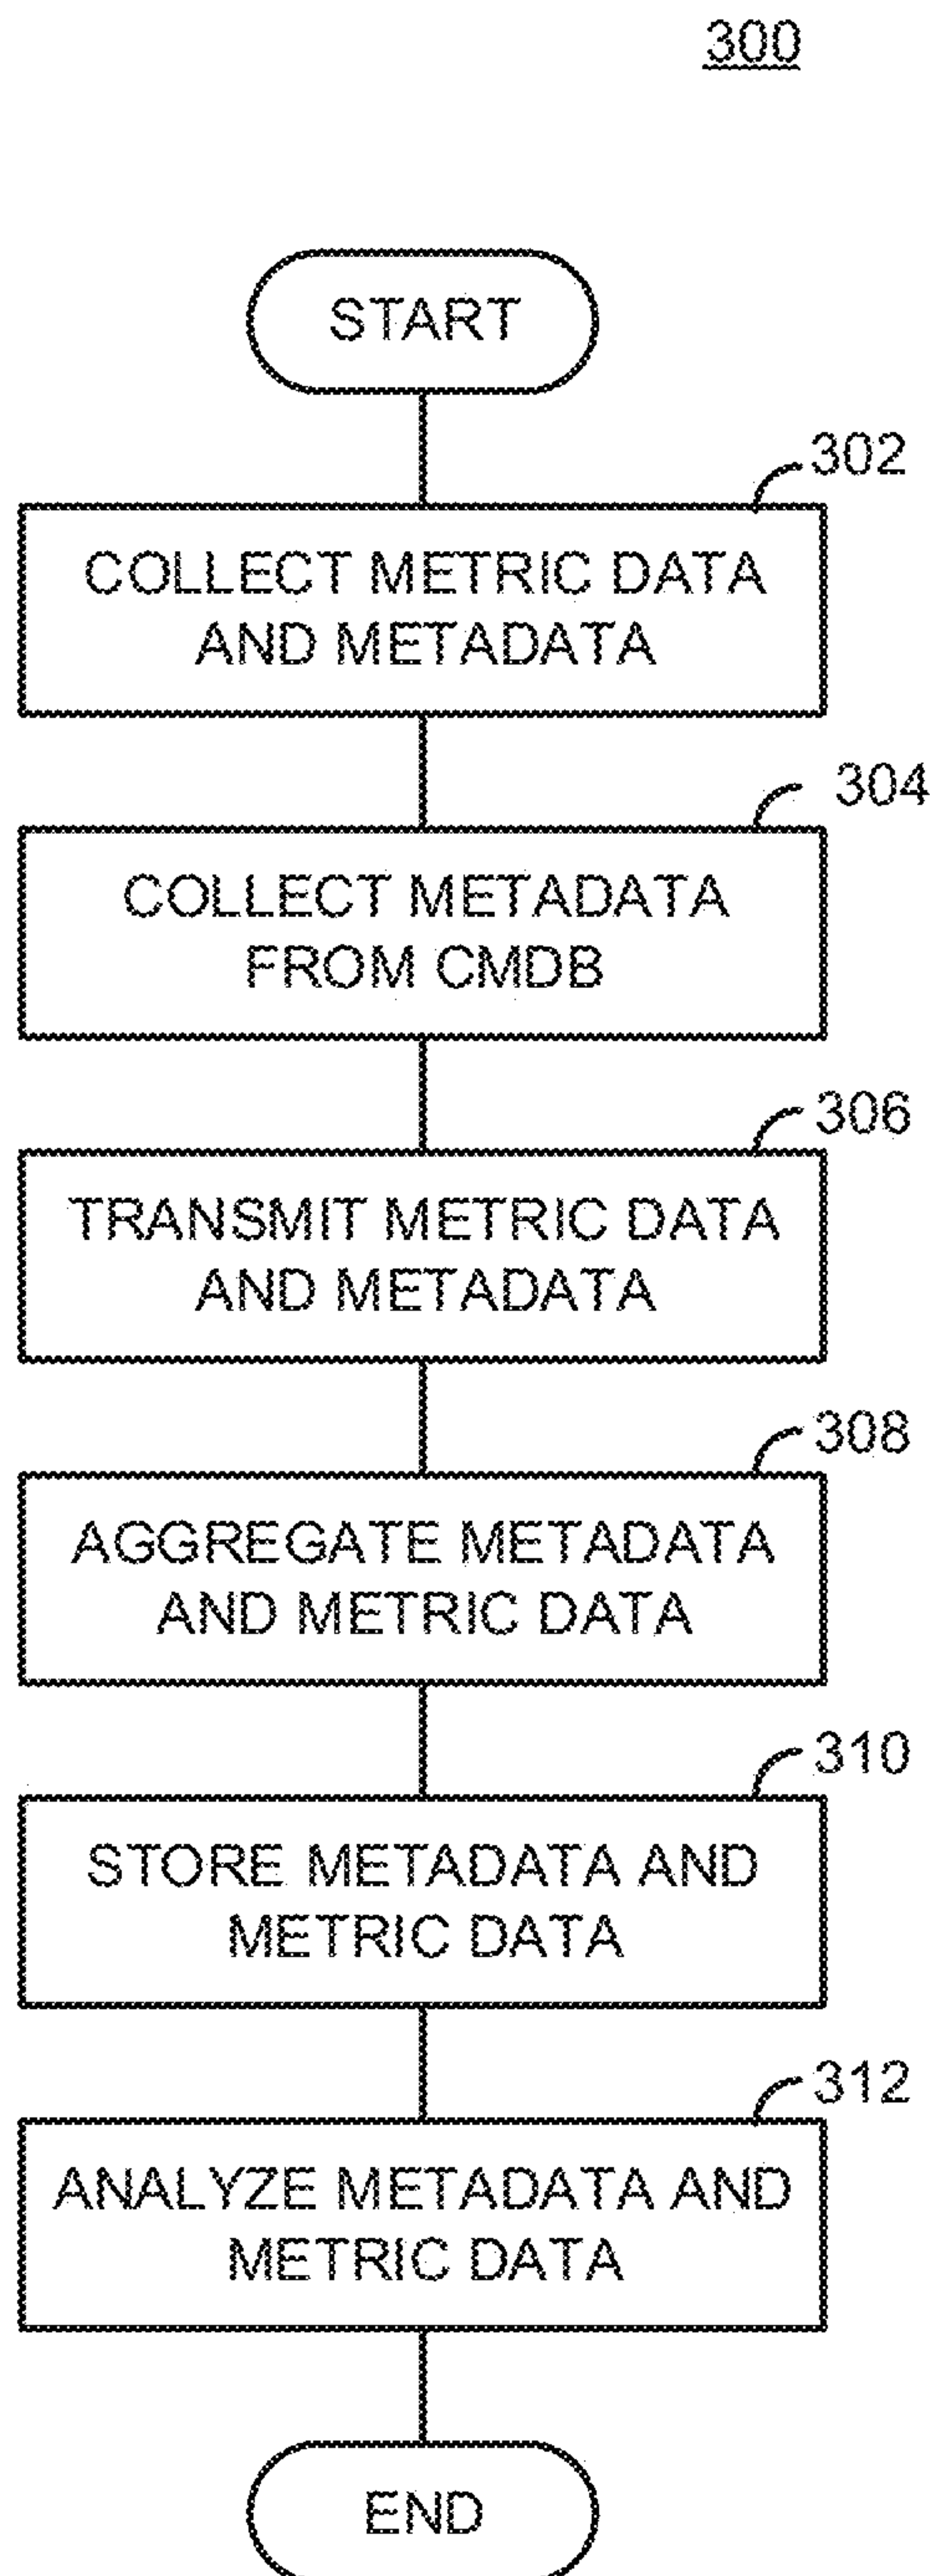 300
START
302
COLLECT METRIC DATA
AND METADATA
304
COLLECT METADATA
FROM CMDB
306
TRANSMIT METRIC DATA
AND METADATA
308
AGGREGATE METADATA
AND METRIC DATA
310
STORE METADATA AND
METRIC DATA
312
ANALYZE METADATA AND
METRIC DATA
END